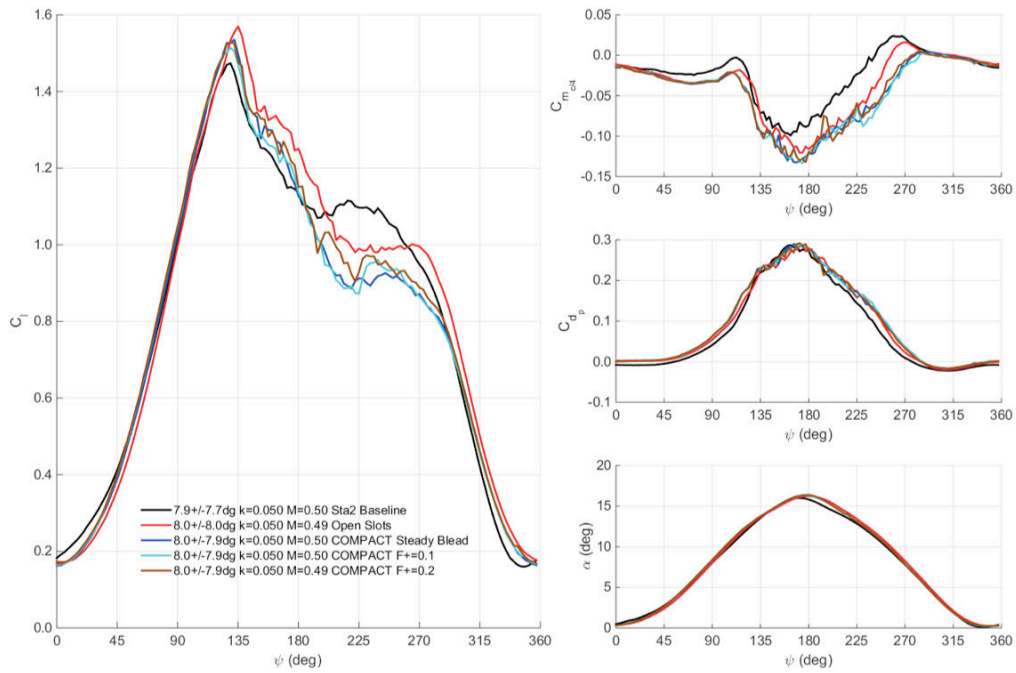 1.6
1.4
1.2
1.0
0.8
0.6
0.4
0.2
0.0
C_l
7.9+/-7.7dg k=0.050 M=0.50 Sta2 Baseline
8.0+/-8.0dg k=0.050 M=0.49 Open Slots
8.0+/-7.9dg k=0.050 M=0.50 COMPACT Steady Blead
8.0+/-7.9dg k=0.050 M=0.50 COMPACT F+=0.1
8.0+/-7.9dg k=0.050 M=0.49 COMPACT F+=0.2
0 45 90 135 180 225 270 315 360
ψ (deg)
0.05
0.0
-0.05
-0.10
-0.15
C_m_c/4
0 45 90 135 180 225 270 315 360
ψ (deg)
0.3
0.2
0.1
0.0
-0.1
C_d_p
0 45 90 135 180 225 270 315 360
ψ (deg)
20
15
10
5
0
α (deg)
0 45 90 135 180 225 270 315 360
ψ (deg)